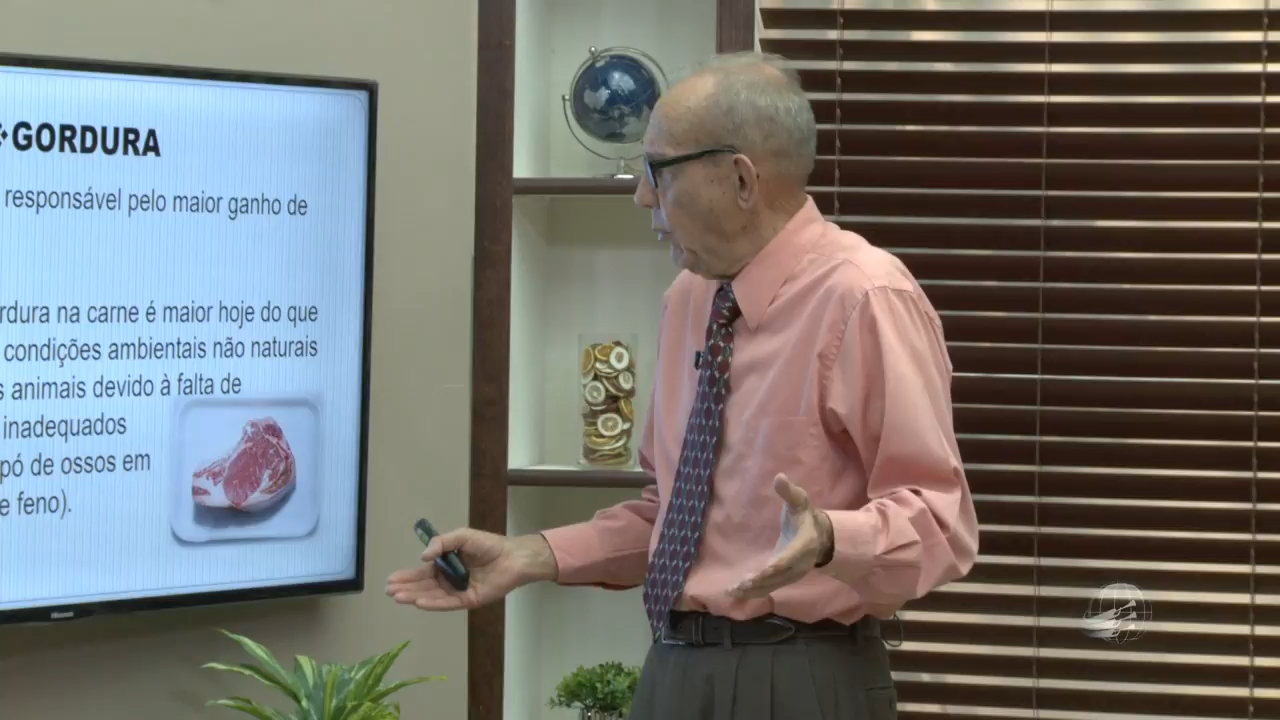 GORDURA
responsável pelo maior ganho de
rdura na carne é maior hoje do que
condições ambientais não naturais
s animais devido à falta de
inadequados
pó de ossos em
e feno).
Hisense